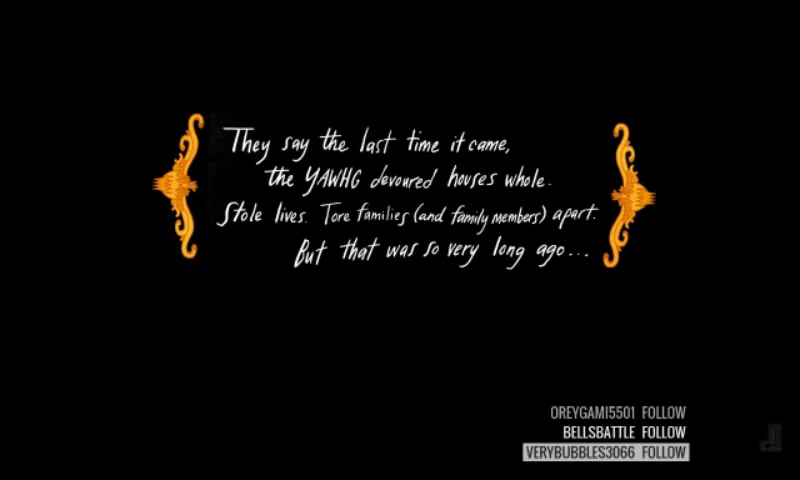 They say the last time it came,
the YAWHG devoured houses whole.
Stole lives. Tore families (and family members) apart.
But that was so very long ago...
OREYGAMI5501 FOLLOW
BELLSBATTLE FOLLOW
VERYBUBBLES3066 FOLLOW